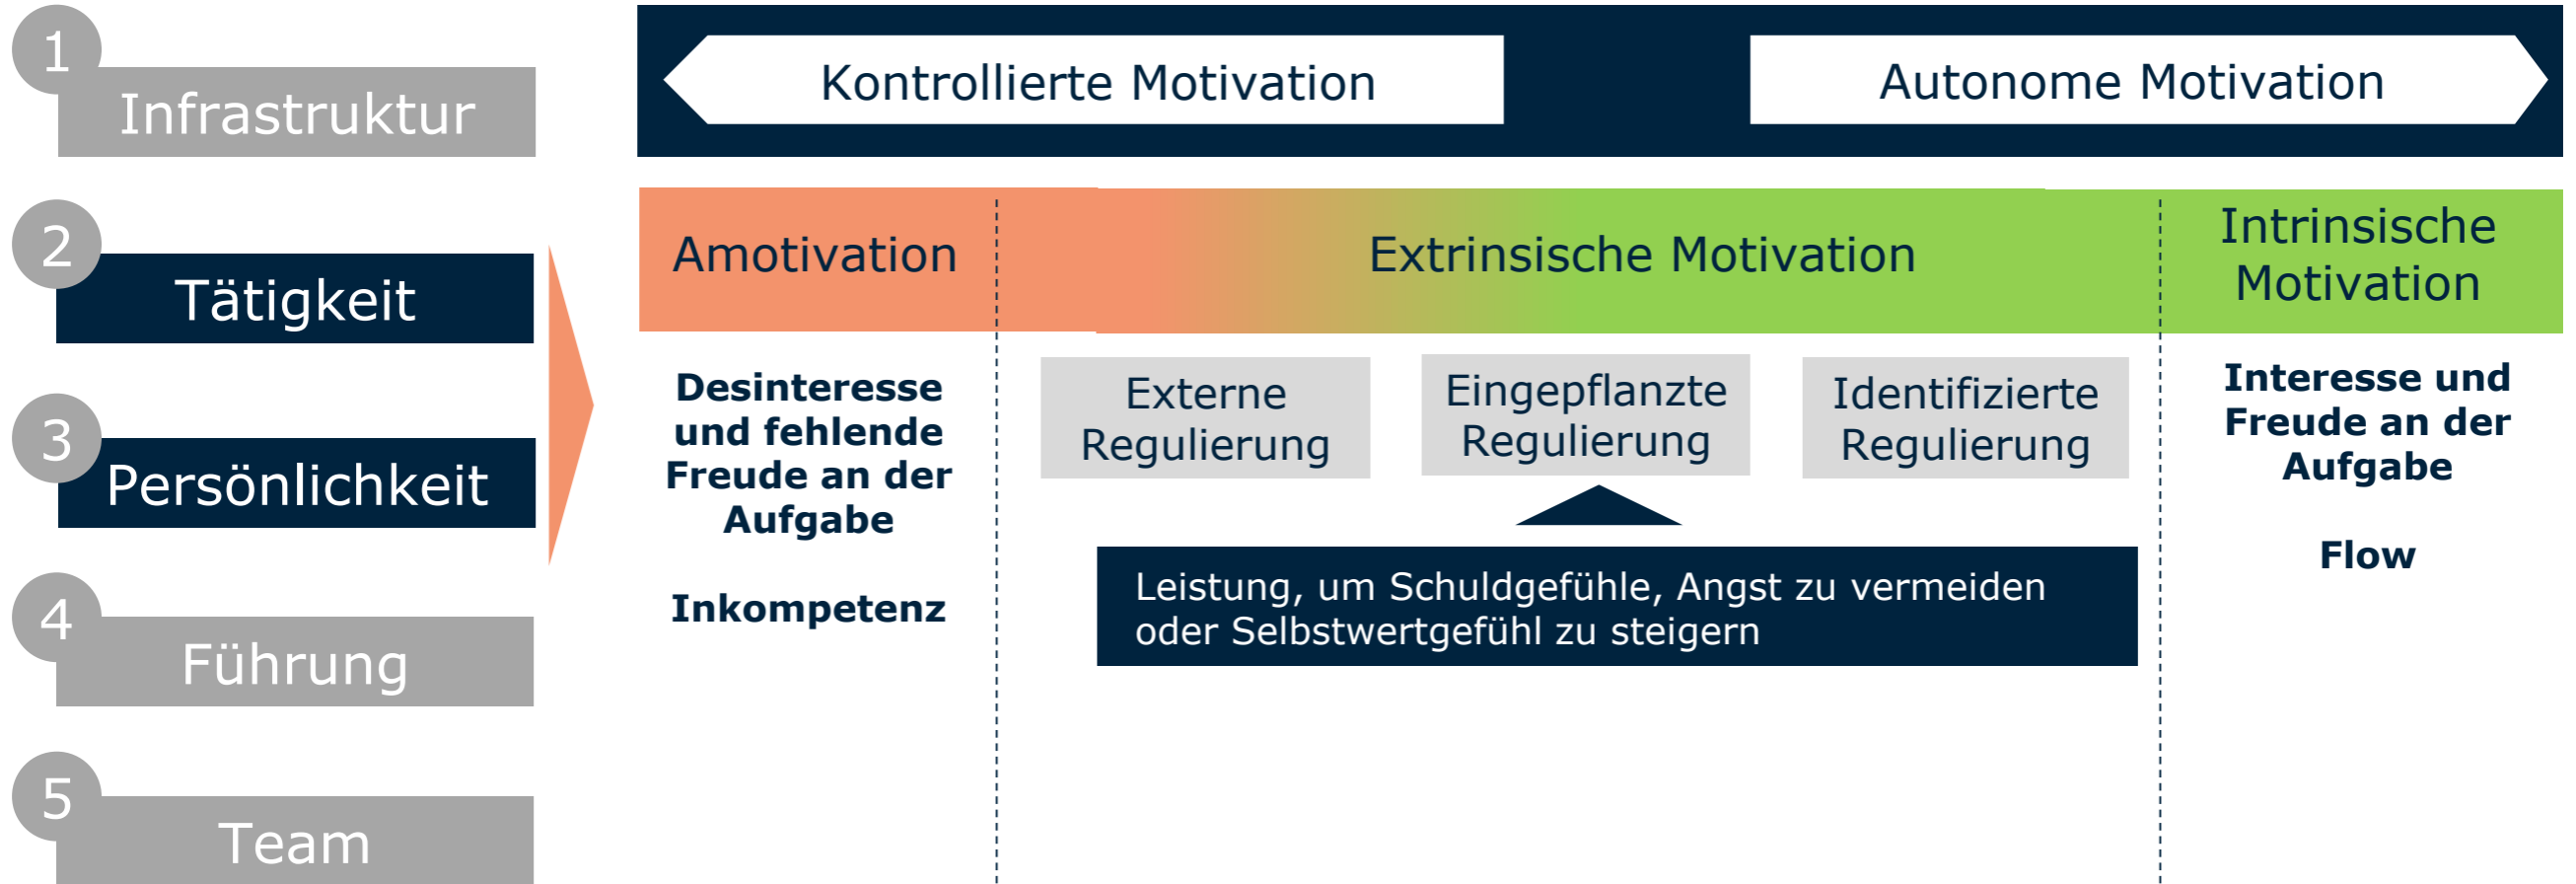 1
Infrastruktur
2
Tätigkeit
3
Persönlichkeit
4
Führung
5
Team
Kontrollierte Motivation
Autonome Motivation
Amotivation
Extrinsische Motivation
Intrinsische
Motivation
Desinteresse
und fehlende
Freude an der
Aufgabe
Inkompetenz
Externe
Regulierung
Eingepflanzte
Regulierung
Identifizierte
Regulierung
Leistung, um Schuldgefühle, Angst zu vermeiden
oder Selbstwertgefühl zu steigern
Interesse und
Freude an der
Aufgabe
Flow